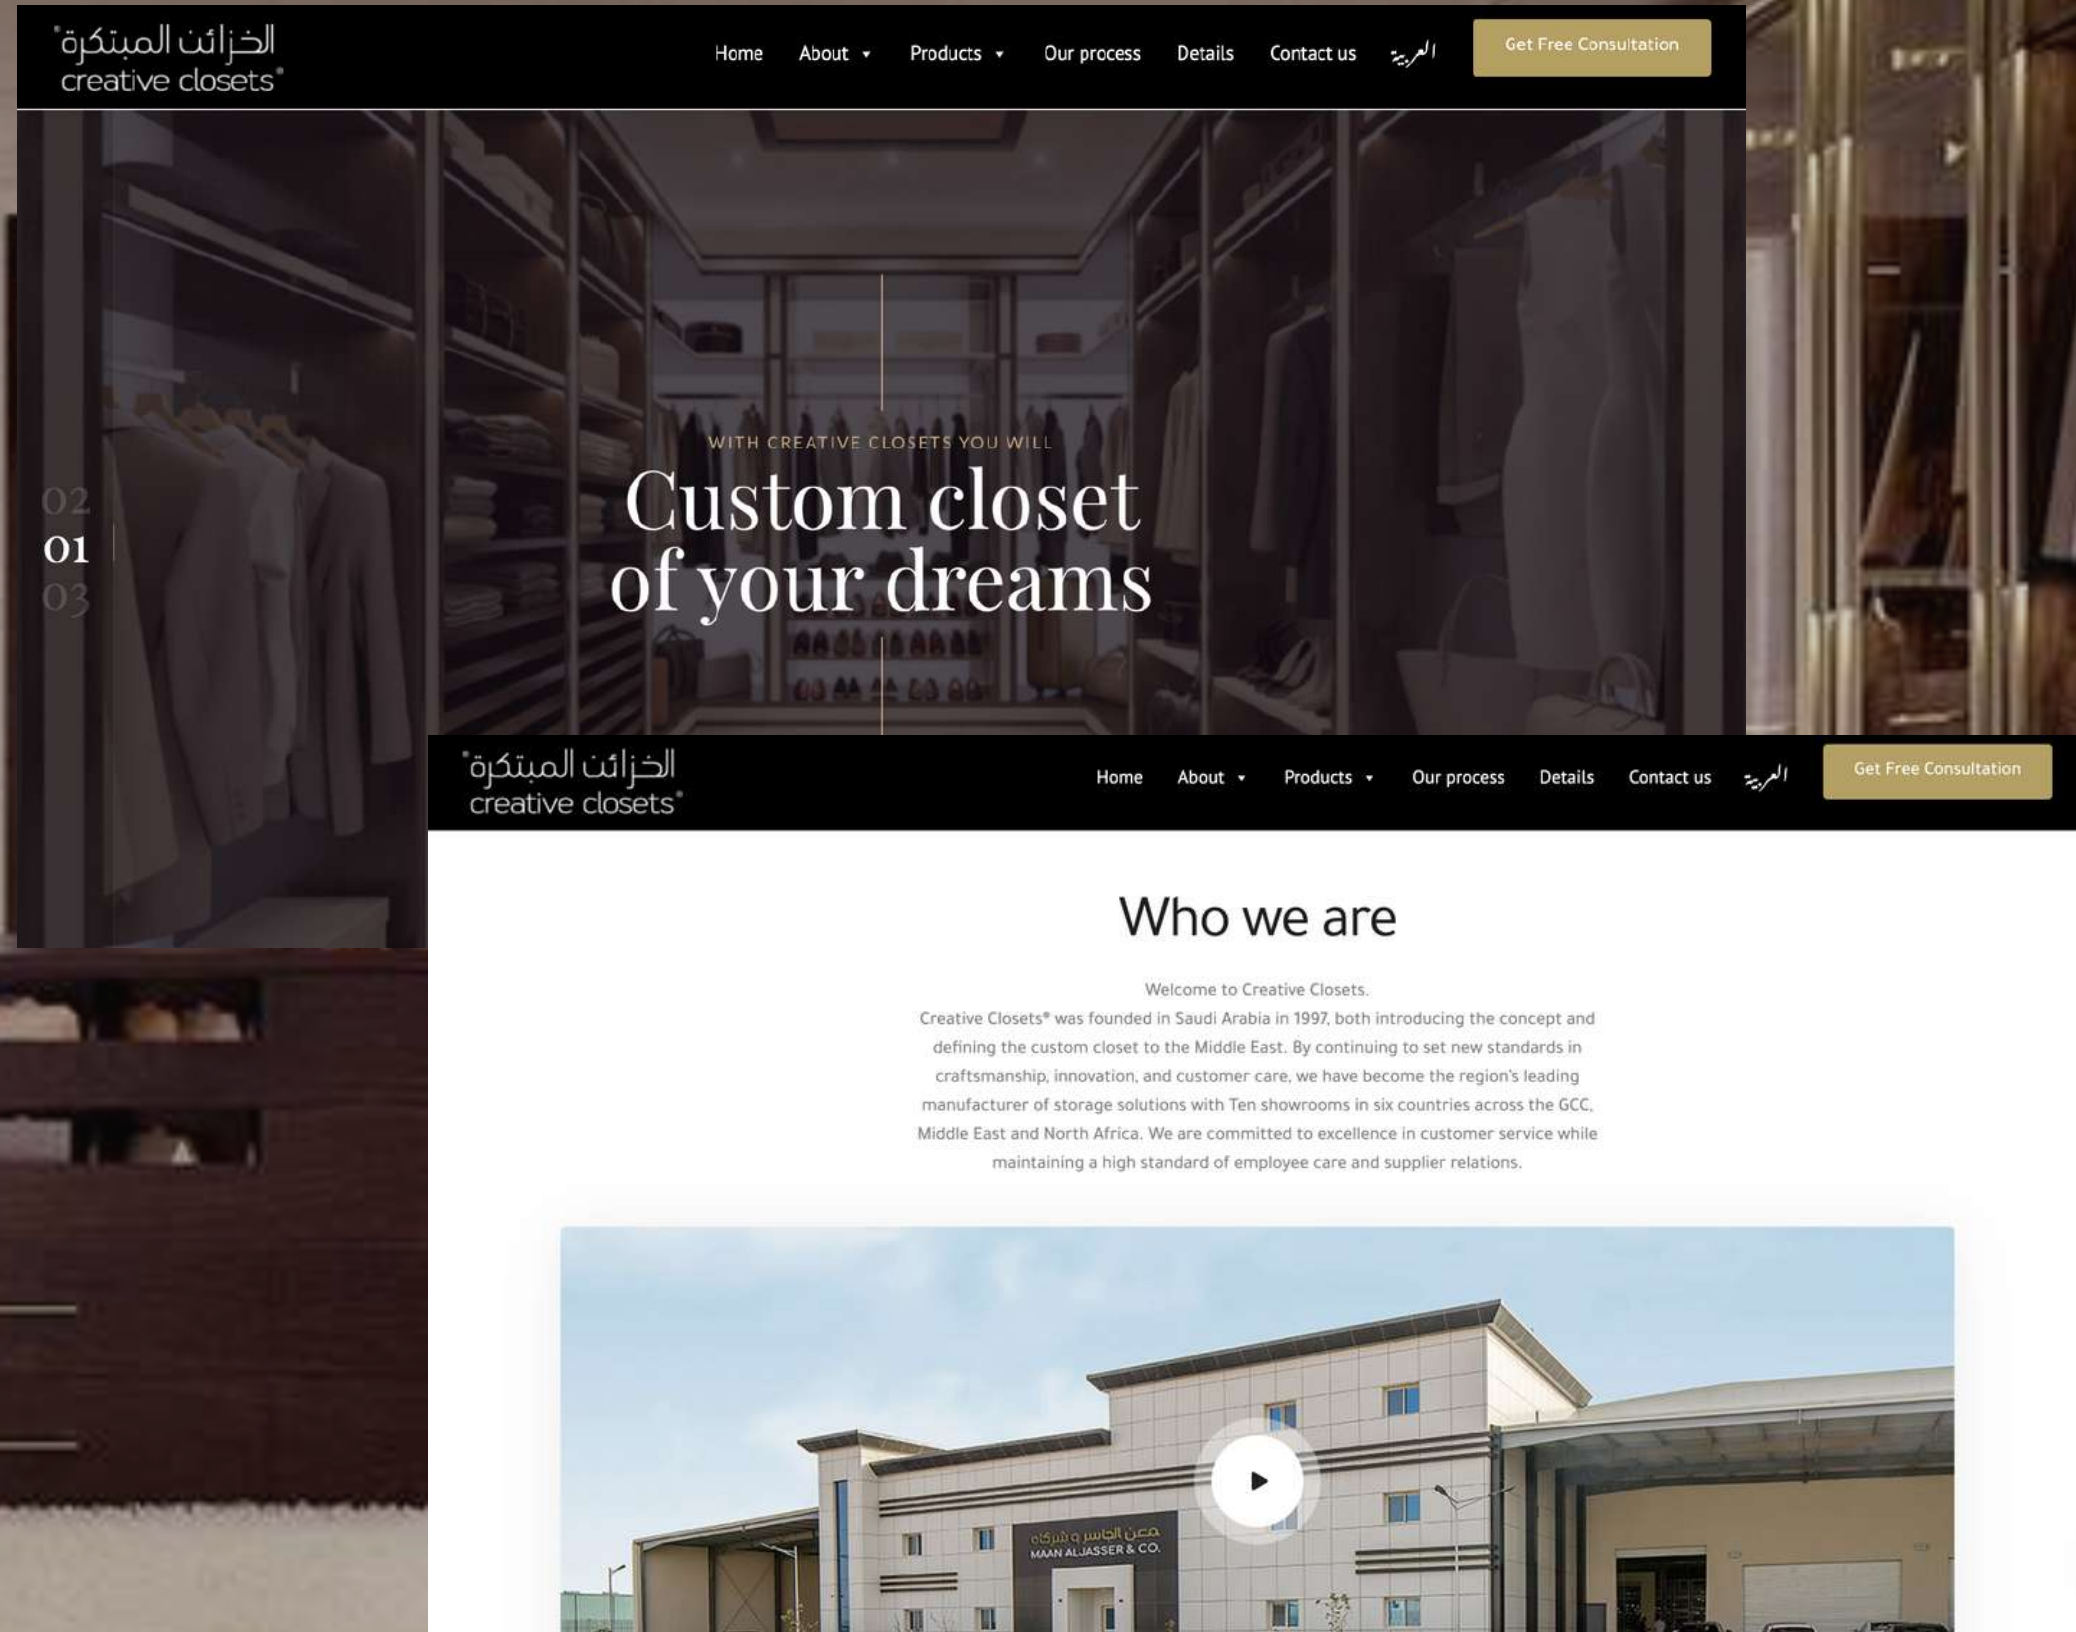 الخزائن المبتكرة®
creative closets®
Home About Products Our process Details Contact us العربية Get Free Consultation
WITH CREATIVE CLOSETS YOU WILL
Custom closet
of your dreams
02
01
03
الخزائن المبتكرة®
creative closets®
Home About Products Our process Details Contact us العربية Get Free Consultation
Who we are
Welcome to Creative Closets.
Creative Closets® was founded in Saudi Arabia in 1997, both introducing the concept and
defining the custom closet to the Middle East. By continuing to set new standards in
craftsmanship, innovation, and customer care, we have become the region's leading
manufacturer of storage solutions with Ten showrooms in six countries across the GCC,
Middle East and North Africa. We are committed to excellence in customer service while
maintaining a high standard of employee care and supplier relations.
معن الجاسر و شركاه
MAAN ALJASSER & CO.